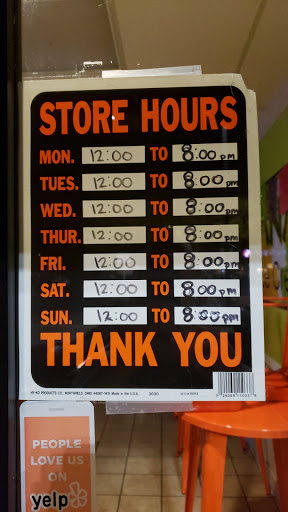 STORE HOURS
MON. 12:00 TO 8:00 pm
TUES. 12:00 TO 8:00 pm
WED. 12:00 TO 8:00 pm
THUR. 12:00 TO 8:00 pm
FRI. 12:00 TO 8:00 pm
SAT. 12:00 TO 8:00 pm
SUN. 12:00 TO 8:00 pm
THANK YOU
PEOPLE
LOVE US
ON
yelp